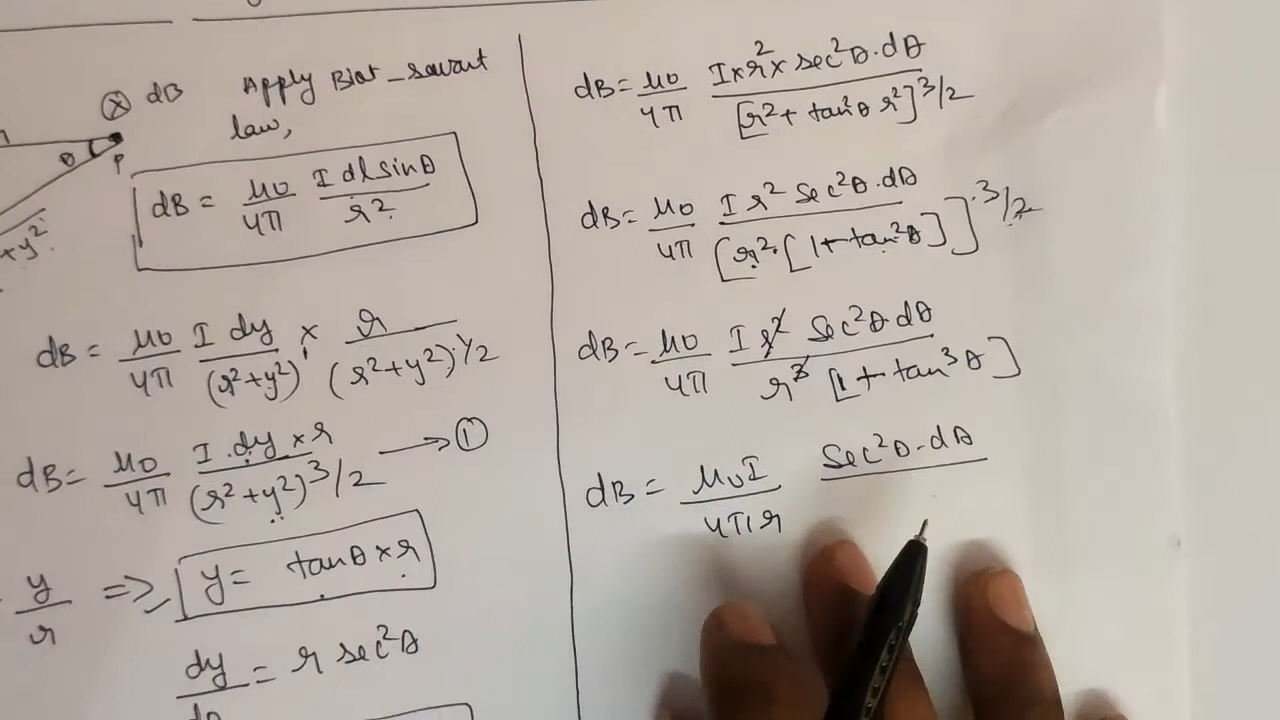 ⊗ dB Apply Biot_savart
law,
θ P
+y²
dB = μ0/4π I dl sinθ/r²
dB = μ0/4π I dy/(r²+y²) × r/(r²+y²)^1/2
dB = μ0/4π I.dy×r/(r²+y²)^3/2 → ①
y/r ⇒ y = tanθ×r
dy/dθ = r sec²θ
dB = μ0/4π I×r²× sec²θ.dθ/[r²+ tan²θ r²]^3/2
dB = μ0/4π I r² Sec²θ.dθ/[r².[1+tan²θ]]^3/2
dB = μ0/4π I r² Sec²θ dθ/r³ [1+tan³θ]
dB = μ0I/4πr Sec²θ.dθ